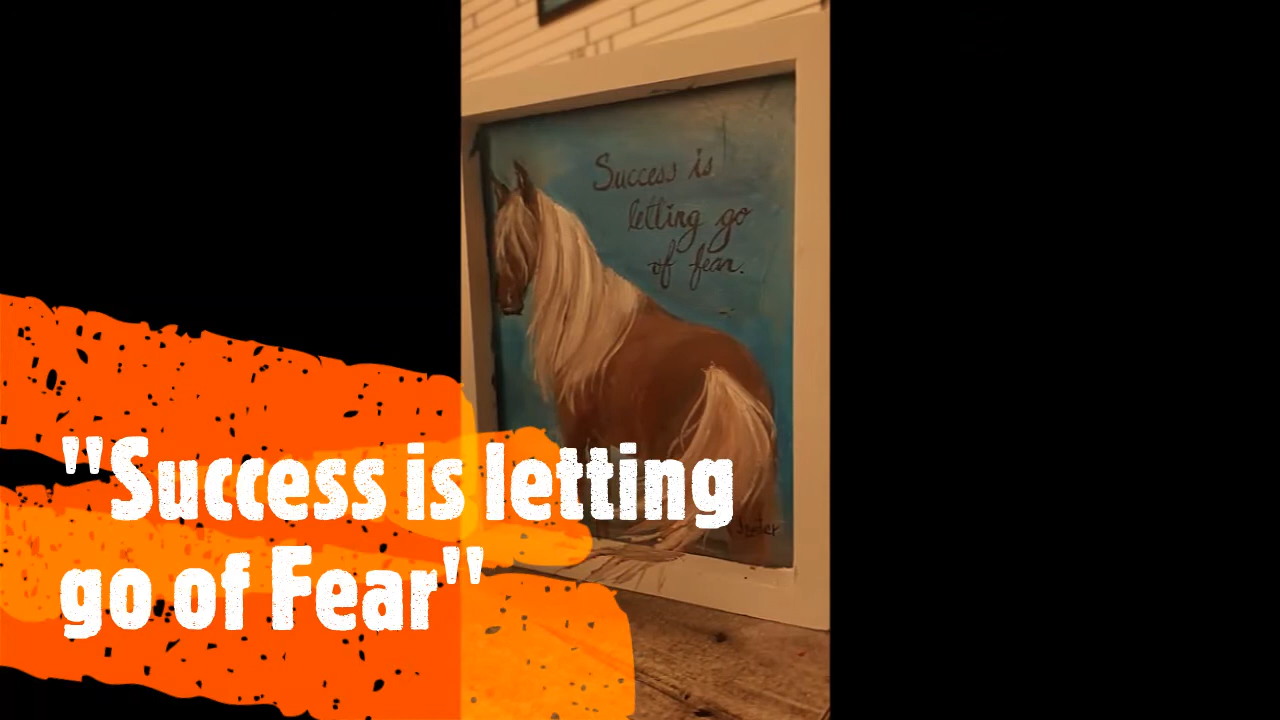 Success is
letting go
of fear.
"Success is letting
go of Fear"